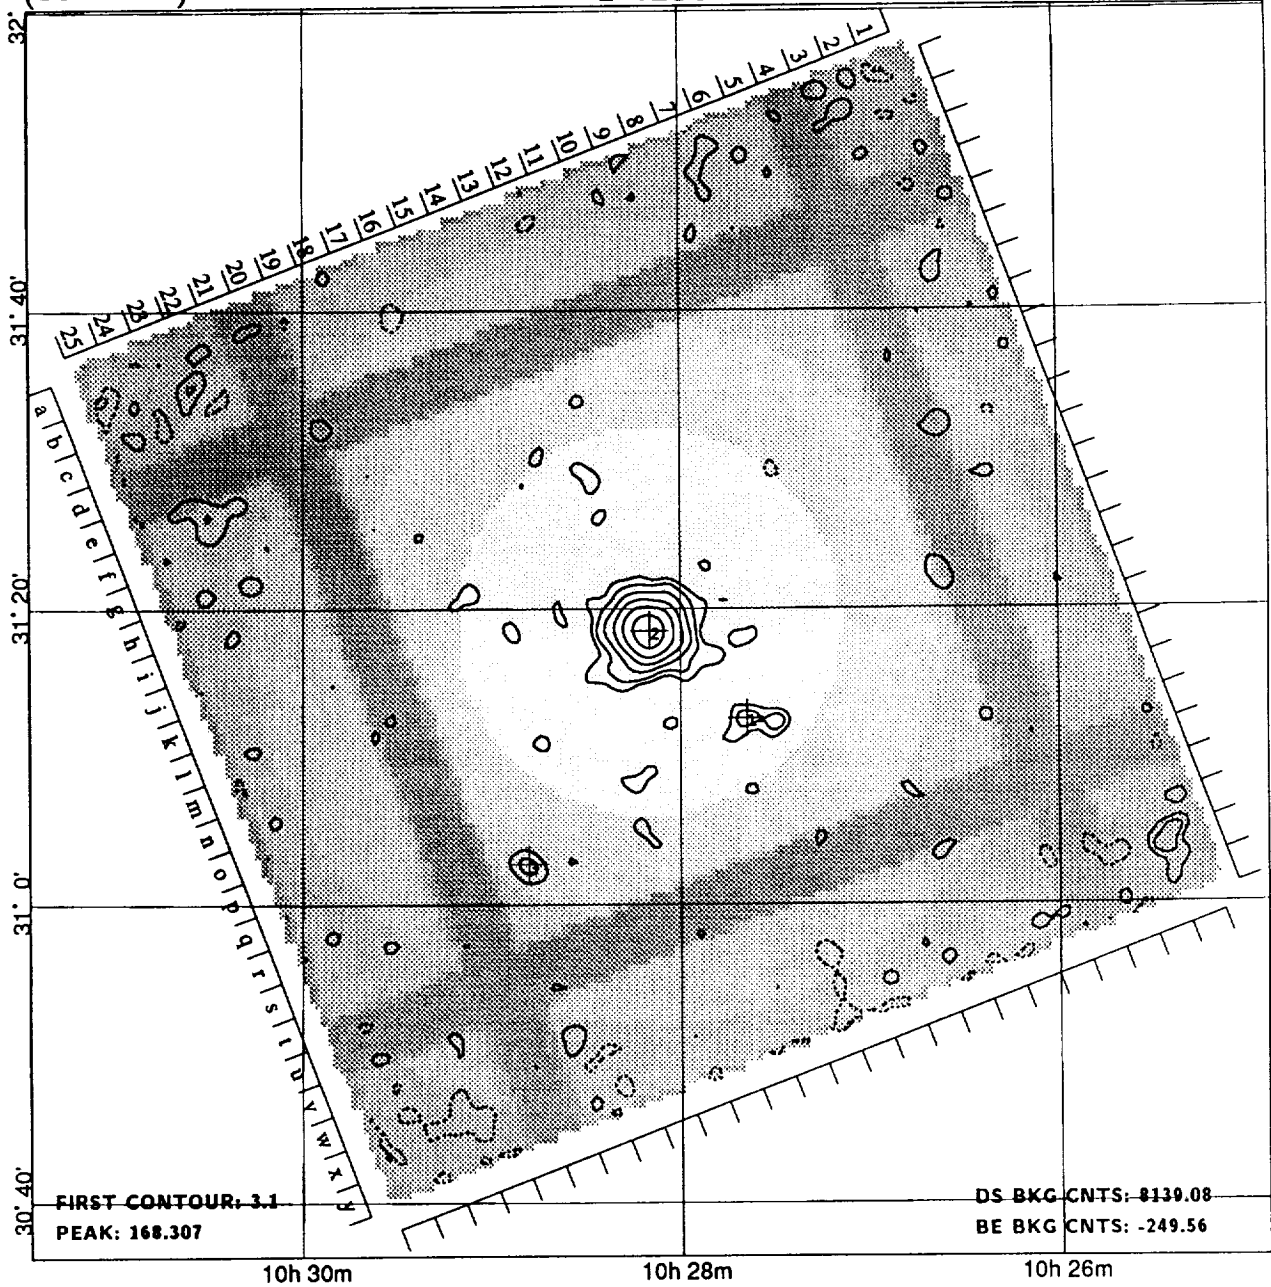 32°
1 2 3 4 5 6 7 8 9 10 11 12 13 14 15 16 17 18 19 20 21 22 23 24 25
31° 40'
a b c d e f g h i j k l m n o p q r s t u v w x y
31° 20'
2
1
3
31° 0'
30° 40'
FIRST CONTOUR: 3.1
PEAK: 168.307
DS BKG CNTS: 8139.08
BE BKG CNTS: -249.56
10h 30m 10h 28m 10h 26m